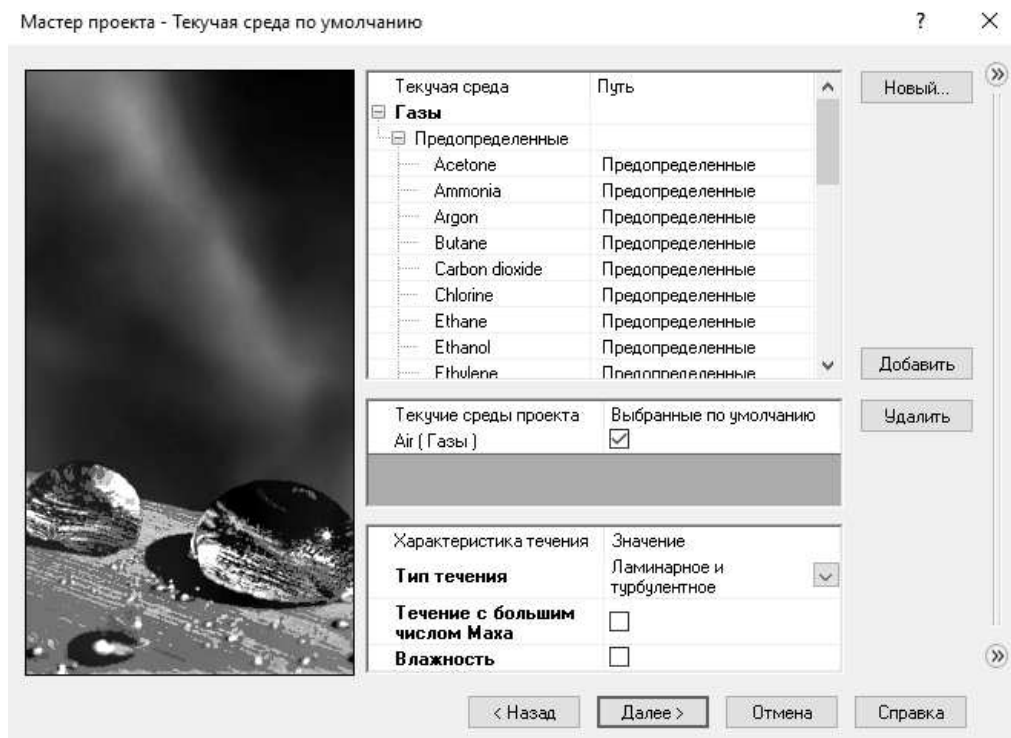 Мастер проекта - Текучая среда по умолчанию ?
Текучая среда Путь
Газы
Предопределенные
Acetone Предопределенные
Ammonia Предопределенные
Argon Предопределенные
Butane Предопределенные
Carbon dioxide Предопределенные
Chlorine Предопределенные
Ethane Предопределенные
Ethanol Предопределенные
Ethylene Предопределенные
Новый...
Добавить
Текучие среды проекта Выбранные по умолчанию
Air ( Газы )
Удалить
Характеристика течения Значение
Тип течения Ламинарное и
турбулентное
Течение с большим
числом Маха
Влажность
< Назад Далее > Отмена Справка